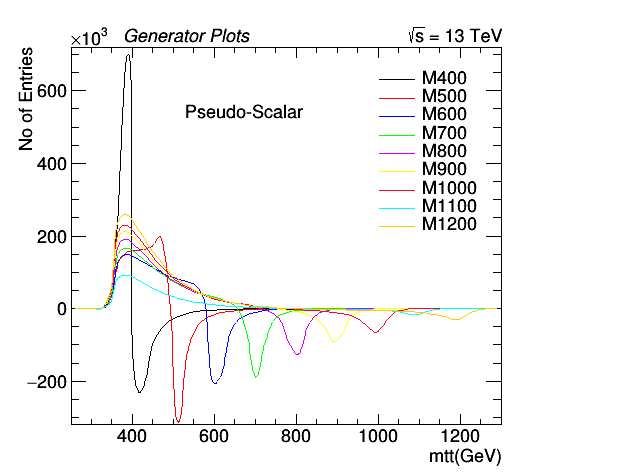 ×10³ Generator Plots √s = 13 TeV
No of Entries
Pseudo-Scalar
M400
M500
M600
M700
M800
M900
M1000
M1100
M1200
600
400
200
0
−200
400 600 800 1000 1200
mtt(GeV)